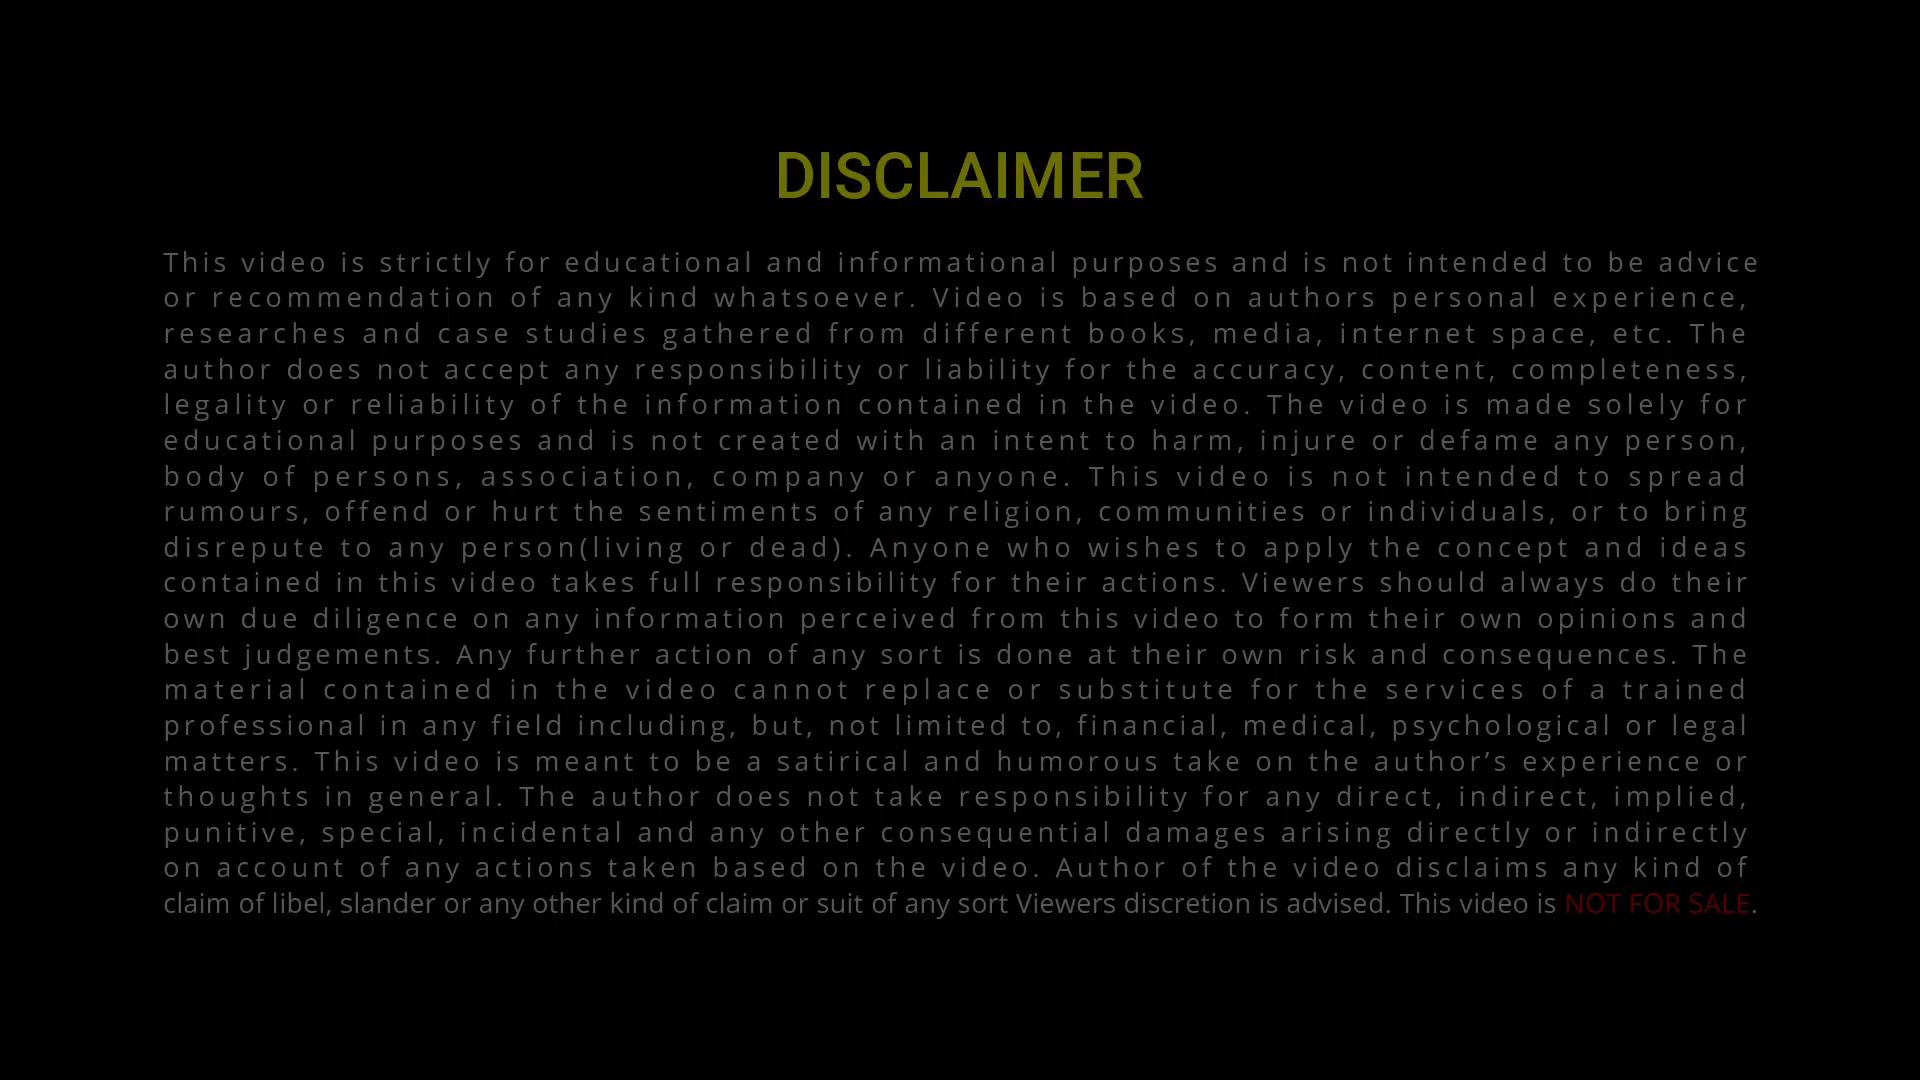 DISCLAIMER
This video is strictly for educational and informational purposes and is not intended to be advice
or recommendation of any kind whatsoever. Video is based on authors personal experience,
researches and case studies gathered from different books, media, internet space, etc. The
author does not accept any responsibility or liability for the accuracy, content, completeness,
legality or reliability of the information contained in the video. The video is made solely for
educational purposes and is not created with an intent to harm, injure or defame any person,
body of persons, association, company or anyone. This video is not intended to spread
rumours, offend or hurt the sentiments of any religion, communities or individuals, or to bring
disrepute to any person(living or dead). Anyone who wishes to apply the concept and ideas
contained in this video takes full responsibility for their actions. Viewers should always do their
own due diligence on any information perceived from this video to form their own opinions and
best judgements. Any further action of any sort is done at their own risk and consequences. The
material contained in the video cannot replace or substitute for the services of a trained
professional in any field including, but, not limited to, financial, medical, psychological or legal
matters. This video is meant to be a satirical and humorous take on the author’s experience or
thoughts in general. The author does not take responsibility for any direct, indirect, implied,
punitive, special, incidental and any other consequential damages arising directly or indirectly
on account of any actions taken based on the video. Author of the video disclaims any kind of
claim of libel, slander or any other kind of claim or suit of any sort Viewers discretion is advised. This video is NOT FOR SALE.